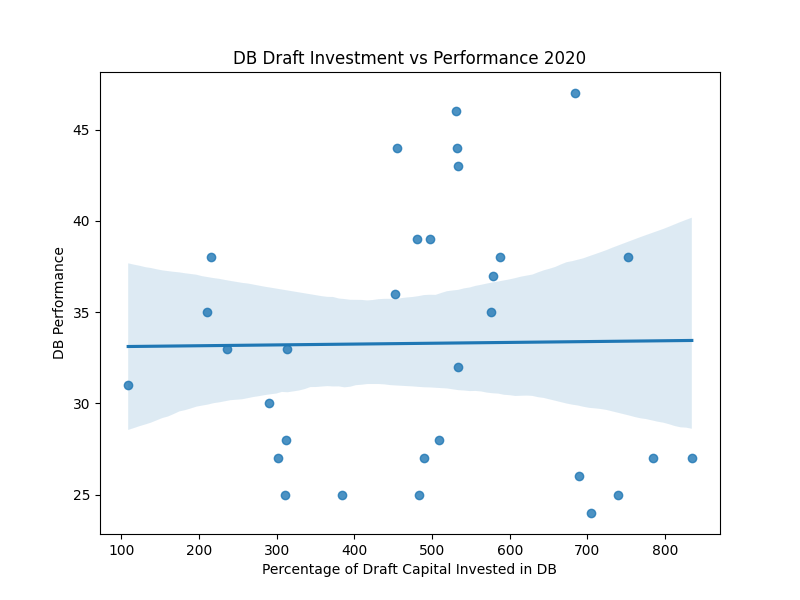 DB Draft Investment vs Performance 2020
45
40
35
30
25
DB Performance
100 200 300 400 500 600 700 800
Percentage of Draft Capital Invested in DB